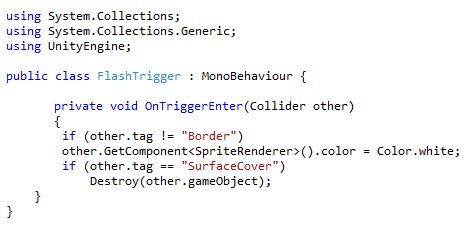 using System.Collections;
using System.Collections.Generic;
using UnityEngine;
public class FlashTrigger : MonoBehaviour {
private void OnTriggerEnter(Collider other)
{
if (other.tag != "Border")
other.GetComponent<SpriteRenderer>().color = Color.white;
if (other.tag == "SurfaceCover")
Destroy(other.gameObject);
}
}